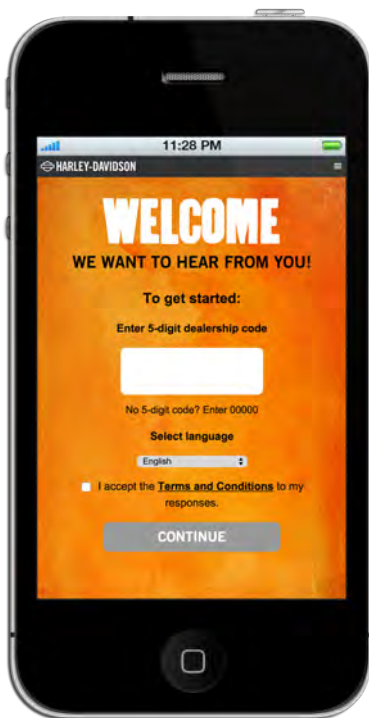 11:28 PM
HARLEY-DAVIDSON
WELCOME
WE WANT TO HEAR FROM YOU!
To get started:
Enter 5-digit dealership code
No 5-digit code? Enter 00000
Select language
English
I accept the Terms and Conditions to my
responses.
CONTINUE